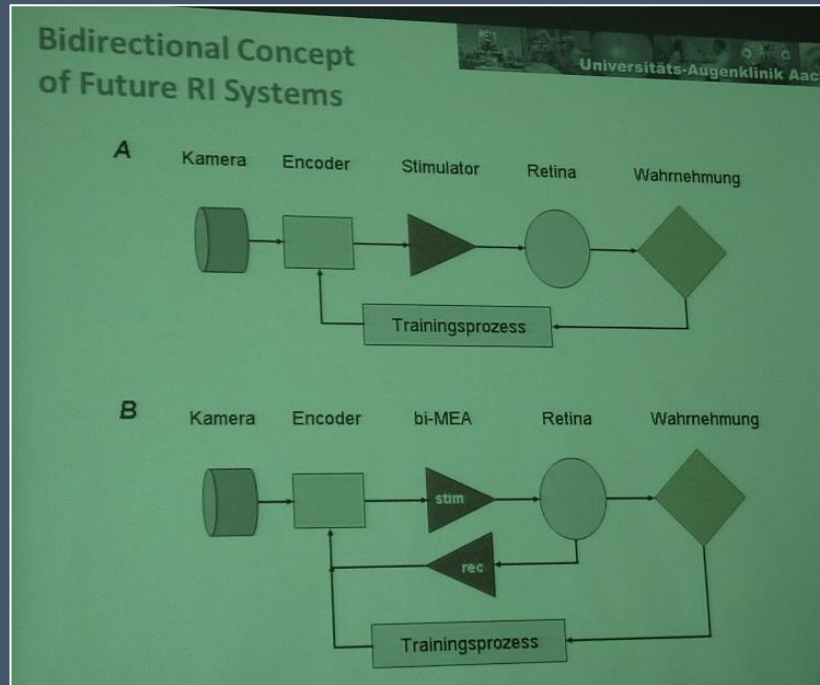 Bidirectional Concept
of Future RI Systems
Universitäts-Augenklinik Aac
A
Kamera Encoder Stimulator Retina Wahrnehmung
Trainingsprozess
B
Kamera Encoder bi-MEA Retina Wahrnehmung
stim
rec
Trainingsprozess